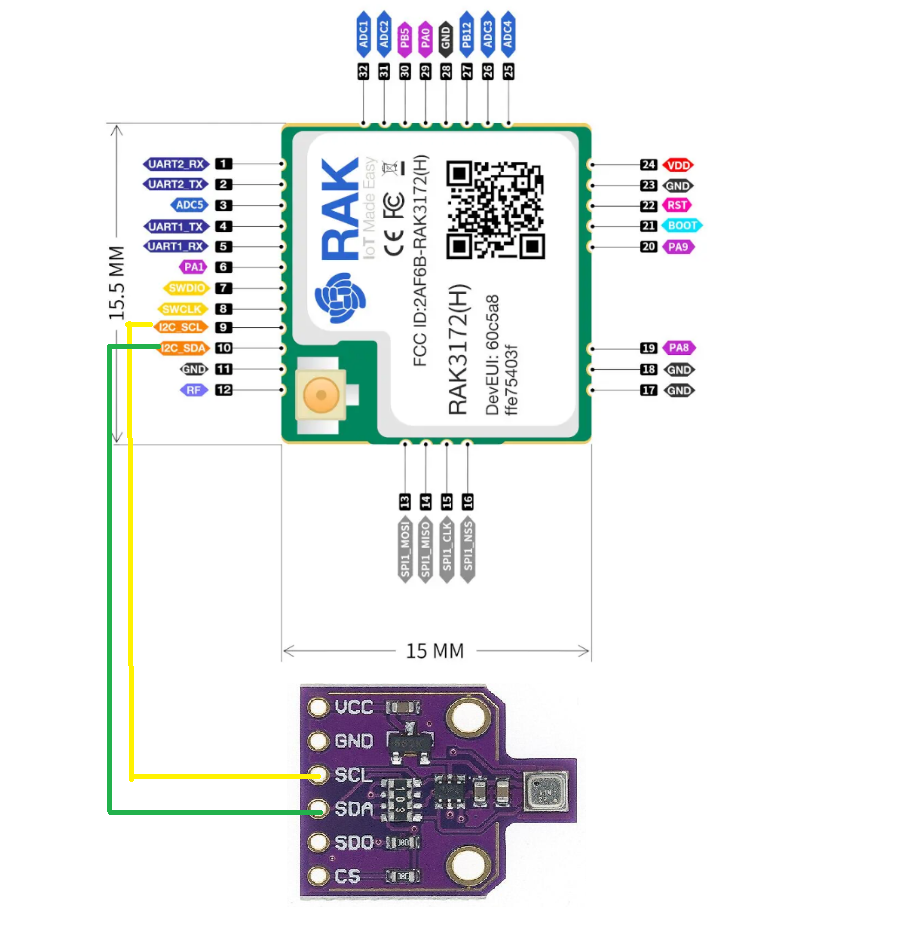 ADC1
ADC2
PB5
PA0
GND
PB12
ADC3
ADC4
32
31
30
29
28
27
26
25
UART2_RX 1
UART2_TX 2
ADC5 3
UART1_TX 4
UART1_RX 5
PA1 6
SWDIO 7
SWCLK 8
I2C_SCL 9
I2C_SDA 10
GND 11
RF 12
15.5 MM
RAK
IoT Made Easy
CE FC
FCC ID:2AF6B-RAK3172(H)
RAK3172(H)
DevEUI: 60c5a8
ffe75403f
24 VDD
23 GND
22 RST
21 BOOT
20 PA9
19 PA8
18 GND
17 GND
13
14
15
16
SPI1_MOSI
SPI1_MISO
SPI1_CLK
SPI1_NSS
15 MM
VCC
GND
SCL
SDA
SDO
CS
103